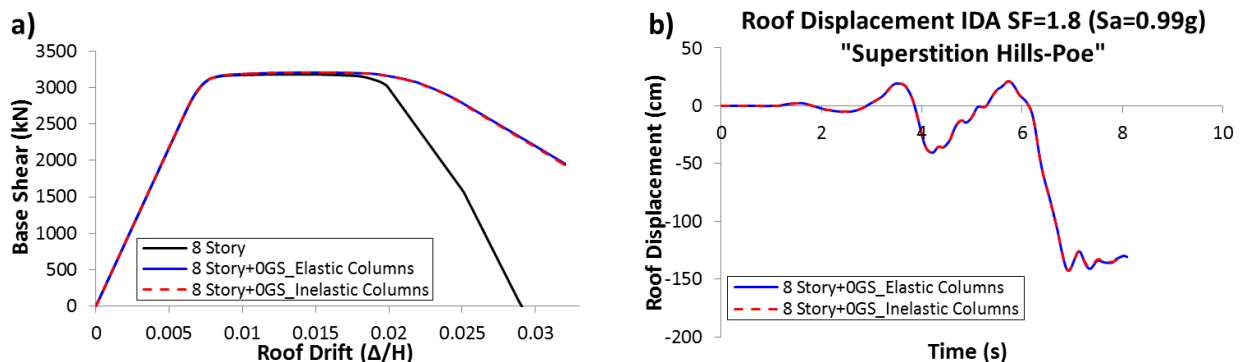 a)
3500
3000
2500
2000
1500
1000
500
0
Base Shear (kN)
8 Story
8 Story+0GS_Elastic Columns
8 Story+0GS_Inelastic Columns
0 0.005 0.01 0.015 0.02 0.025 0.03
Roof Drift (Δ/H)
b)
Roof Displacement IDA SF=1.8 (Sa=0.99g)
"Superstition Hills-Poe"
50
0
-50
-100
-150
-200
Roof Displacement (cm)
0 2 4 6 8 10
8 Story+0GS_Elastic Columns
8 Story+0GS_Inelastic Columns
Time (s)